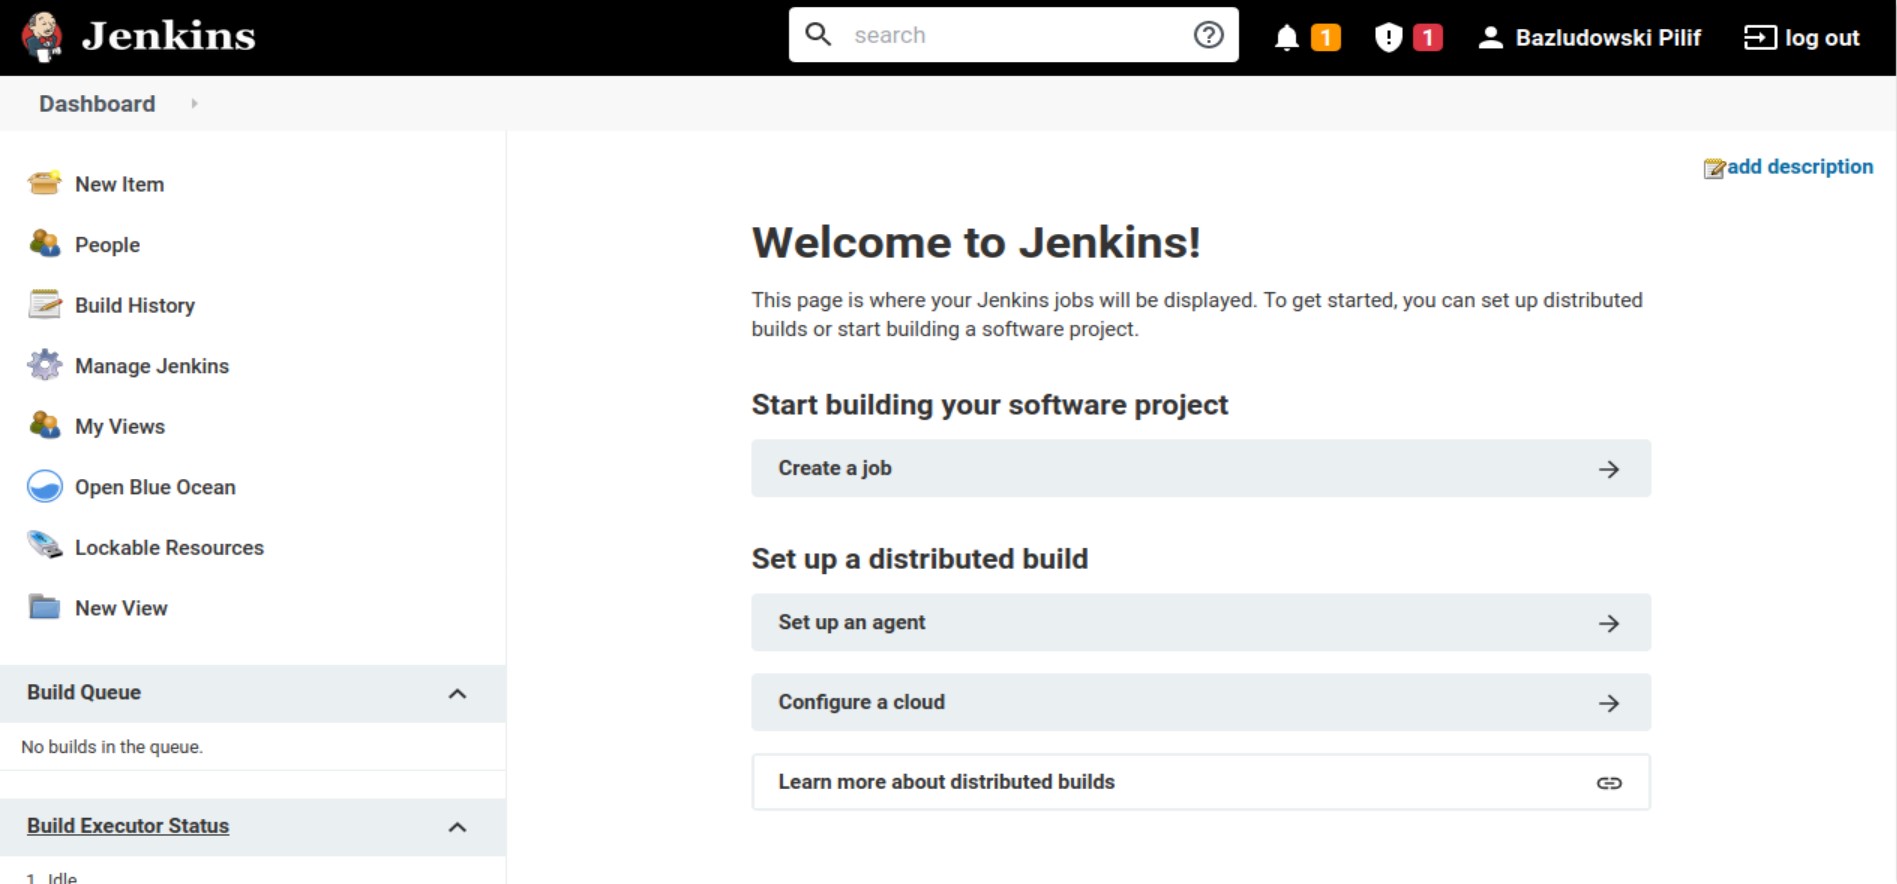 Jenkins
search
1
1
Bazludowski Pilif
log out
Dashboard
New Item
People
Build History
Manage Jenkins
My Views
Open Blue Ocean
Lockable Resources
New View
Build Queue
No builds in the queue.
Build Executor Status
1 Idle
add description
Welcome to Jenkins!
This page is where your Jenkins jobs will be displayed. To get started, you can set up distributed
builds or start building a software project.
Start building your software project
Create a job
Set up a distributed build
Set up an agent
Configure a cloud
Learn more about distributed builds